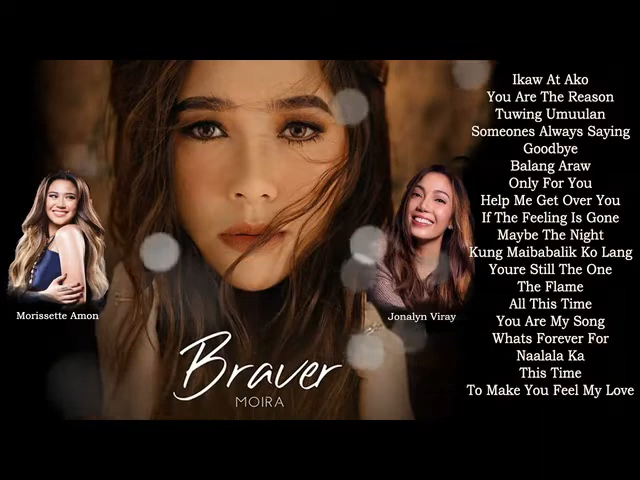 Morissette Amon
Braver
MOIRA
Jonalyn Viray
Ikaw At Ako
You Are The Reason
Tuwing Umuulan
Someones Always Saying
Goodbye
Balang Araw
Only For You
Help Me Get Over You
If The Feeling Is Gone
Maybe The Night
Kung Maibabalik Ko Lang
Youre Still The One
The Flame
All This Time
You Are My Song
Whats Forever For
Naalala Ka
This Time
To Make You Feel My Love